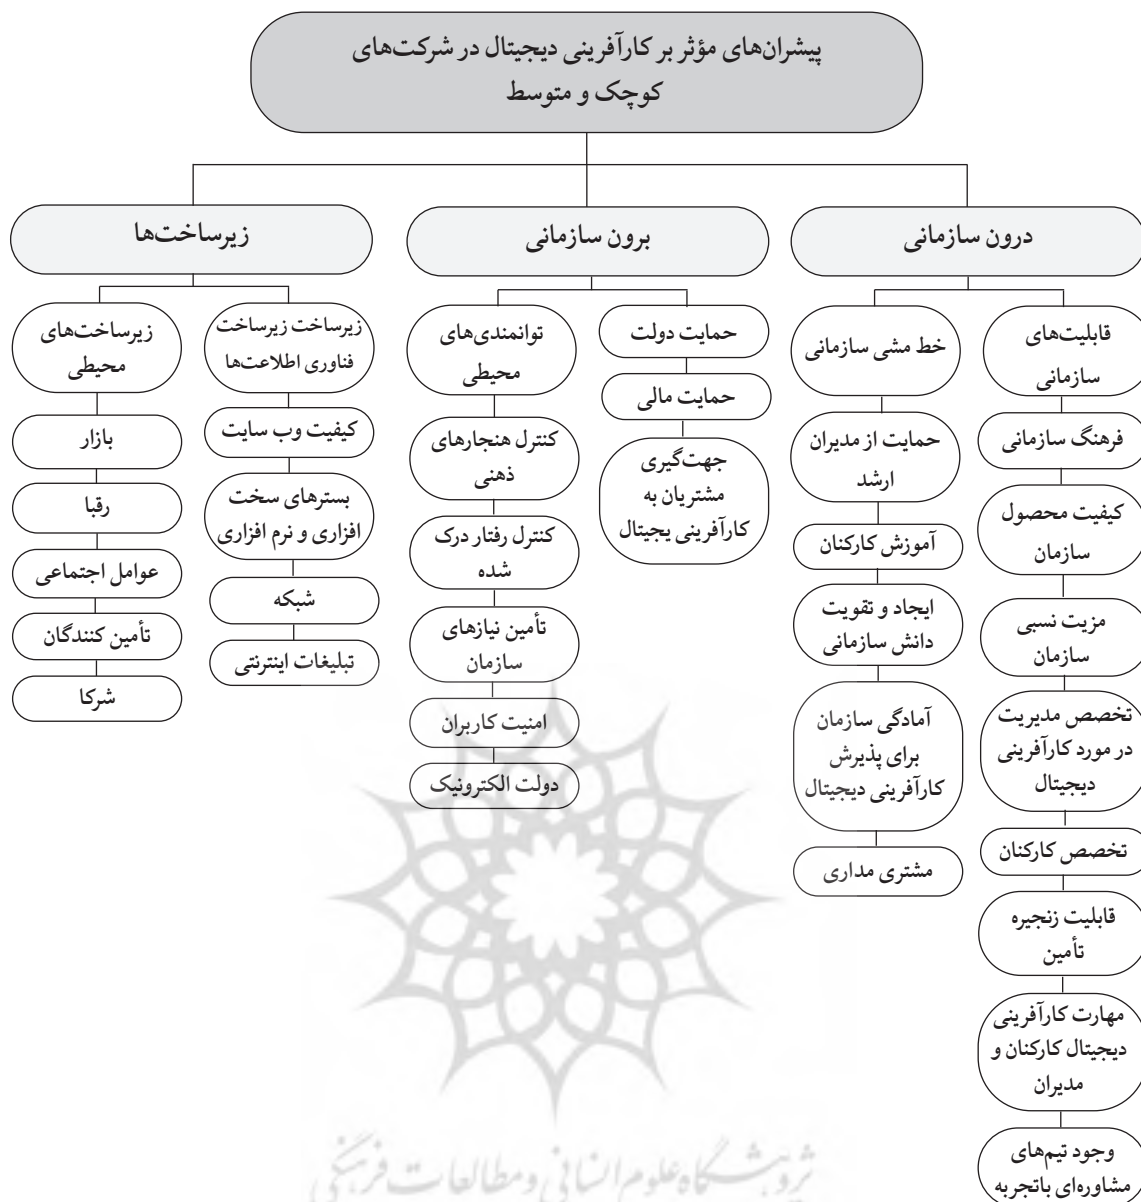 پیشران‌های مؤثر بر کارآفرینی دیجیتال در شرکت‌های
کوچک و متوسط
درون سازمانی
برون سازمانی
زیرساخت‌ها
قابلیت‌های
سازمانی
فرهنگ سازمانی
کیفیت محصول
سازمان
مزیت نسبی
سازمان
تخصص مدیریت
در مورد کارآفرینی
دیجیتال
تخصص کارکنان
قابلیت زنجیره
تأمین
مهارت کارآفرینی
دیجیتال کارکنان و
مدیران
وجود تیم‌های
مشاوره‌ای باتجربه
خط مشی سازمانی
حمایت از مدیران
ارشد
آموزش کارکنان
ایجاد و تقویت
دانش سازمانی
آمادگی سازمان
برای پذیرش
کارآفرینی دیجیتال
مشتری مداری
حمایت دولت
حمایت مالی
جهت‌گیری
مشتریان به
کارآفرینی یجیتال
توانمندی‌های
محیطی
کنترل هنجارهای
ذهنی
کنترل رفتار درک
شده
تأمین نیازهای
سازمان
امنیت کاربران
دولت الکترونیک
زیرساخت زیرساخت
فناوری اطلاعت‌ها
کیفیت وب سایت
بسترهای سخت
افزاری و نرم افزاری
شبکه
تبلیغات اینترنتی
زیرساخت‌های
محیطی
بازار
رقبا
عوامل اجتماعی
تأمین کنندگان
شرکا
پژوهشگاه علوم انسانی و مطالعات فرهنگی